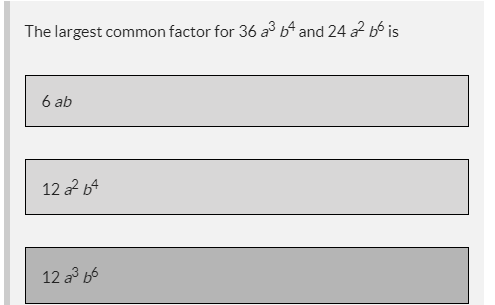 The largest common factor for 36 a³ b⁴ and 24 a² b⁶ is
6 ab
12 a² b⁴
12 a³ b⁶